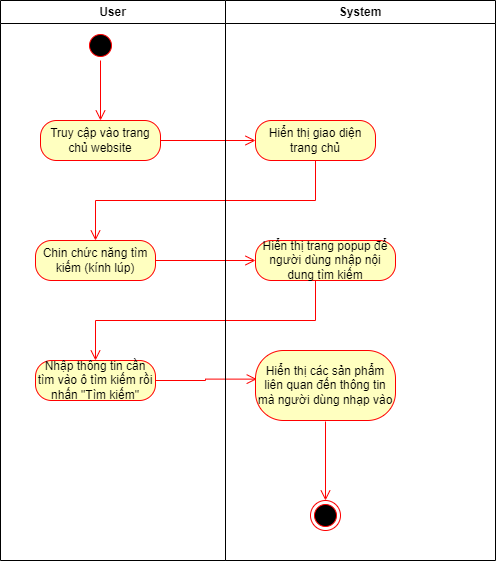 User
System
Truy cập vào trang
chủ website
Hiển thị giao diện
trang chủ
Chin chức năng tìm
kiếm (kính lúp)
Hiển thị trang popup để
người dùng nhập nội
dung tìm kiếm
Nhập thông tin cần
tìm vào ô tìm kiếm rồi
nhấn "Tìm kiếm"
Hiển thị các sản phẩm
liên quan đến thông tin
mà người dùng nhạp vào